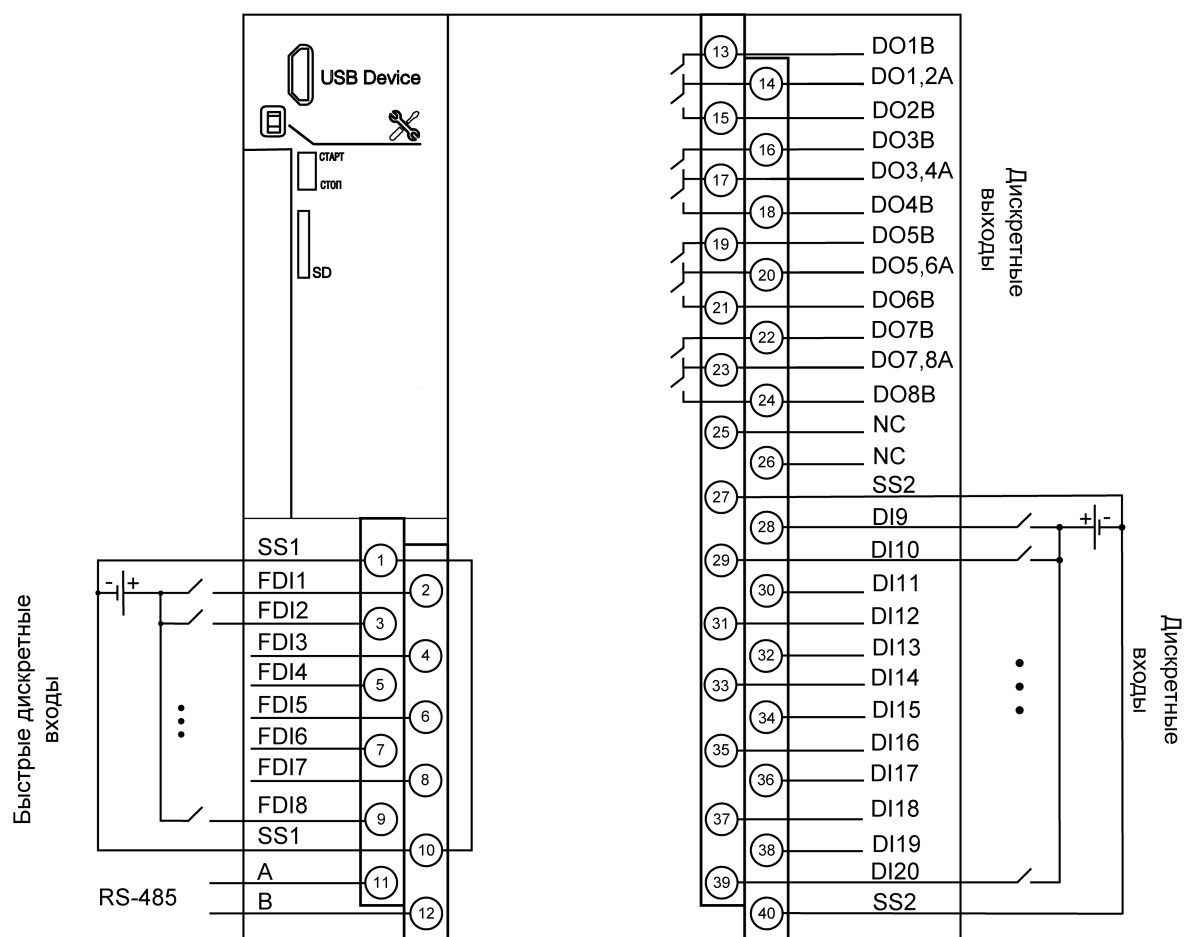 USB Device
СТАРТ
СТОП
SD
SS1
1
- +
FDI1
2
FDI2
3
FDI3
4
FDI4
5
FDI5
6
FDI6
7
FDI7
8
FDI8
9
SS1
10
A
11
RS-485
B
12
Быстрые дискретные
входы
13
DO1B
14
DO1,2A
15
DO2B
16
DO3B
17
DO3,4A
18
DO4B
19
DO5B
20
DO5,6A
21
DO6B
22
DO7B
23
DO7,8A
24
DO8B
25
NC
26
NC
27
SS2
28
DI9
+ -
29
DI10
30
DI11
31
DI12
32
DI13
33
DI14
34
DI15
35
DI16
36
DI17
37
DI18
38
DI19
39
DI20
40
SS2
Дискретные
выходы
Дискретные
входы